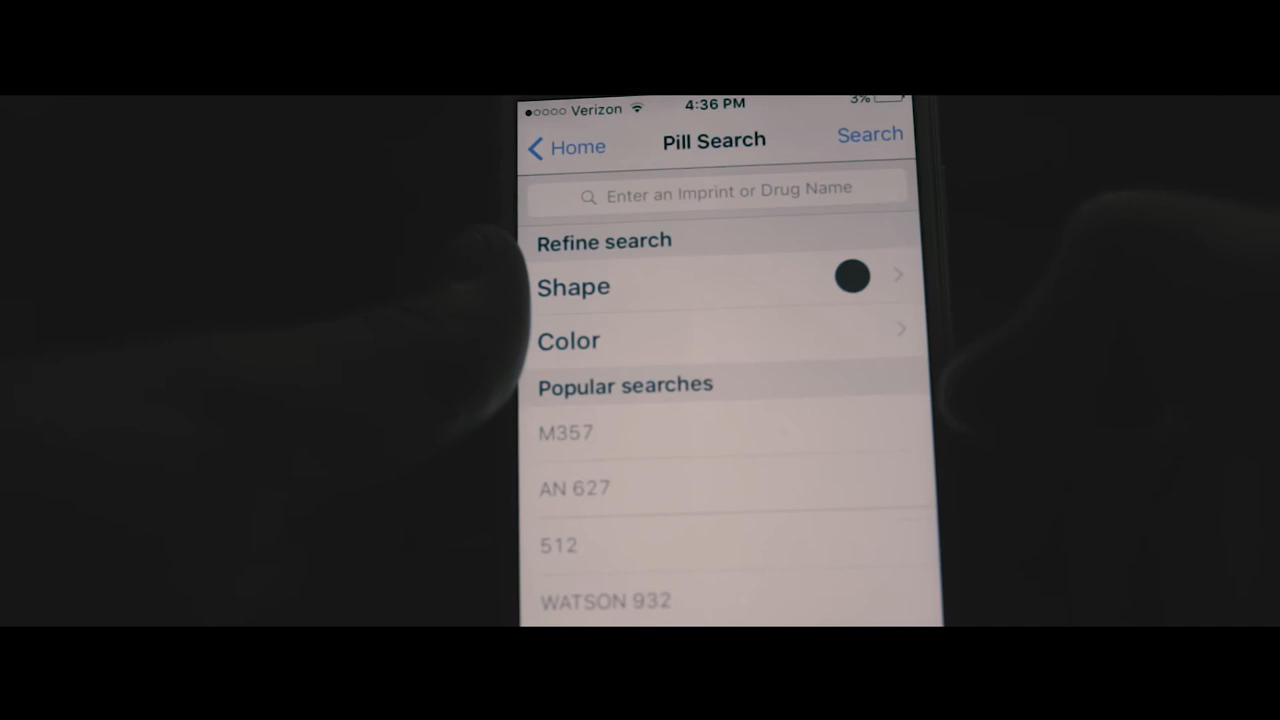 Verizon 4:36 PM 3%
Home Pill Search Search
Enter an Imprint or Drug Name
Refine search
Shape
Color
Popular searches
M357
AN 627
512
WATSON 932